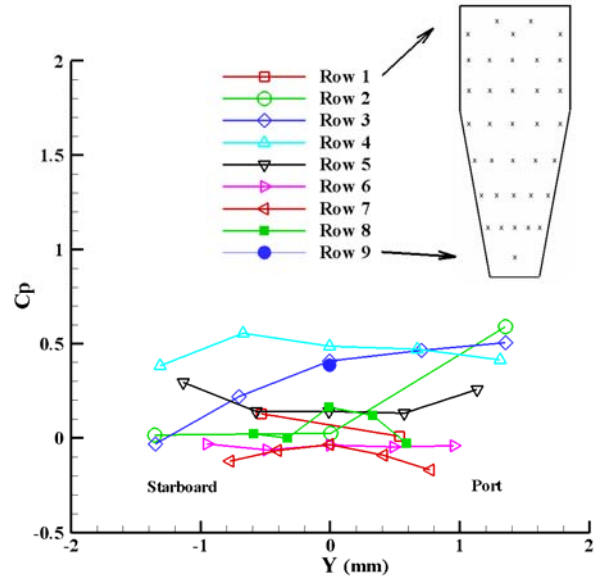 2
1.5
1
0.5
0
-0.5
Cp
Row 1
Row 2
Row 3
Row 4
Row 5
Row 6
Row 7
Row 8
Row 9
Starboard
Port
-2
-1
0
1
2
Y (mm)